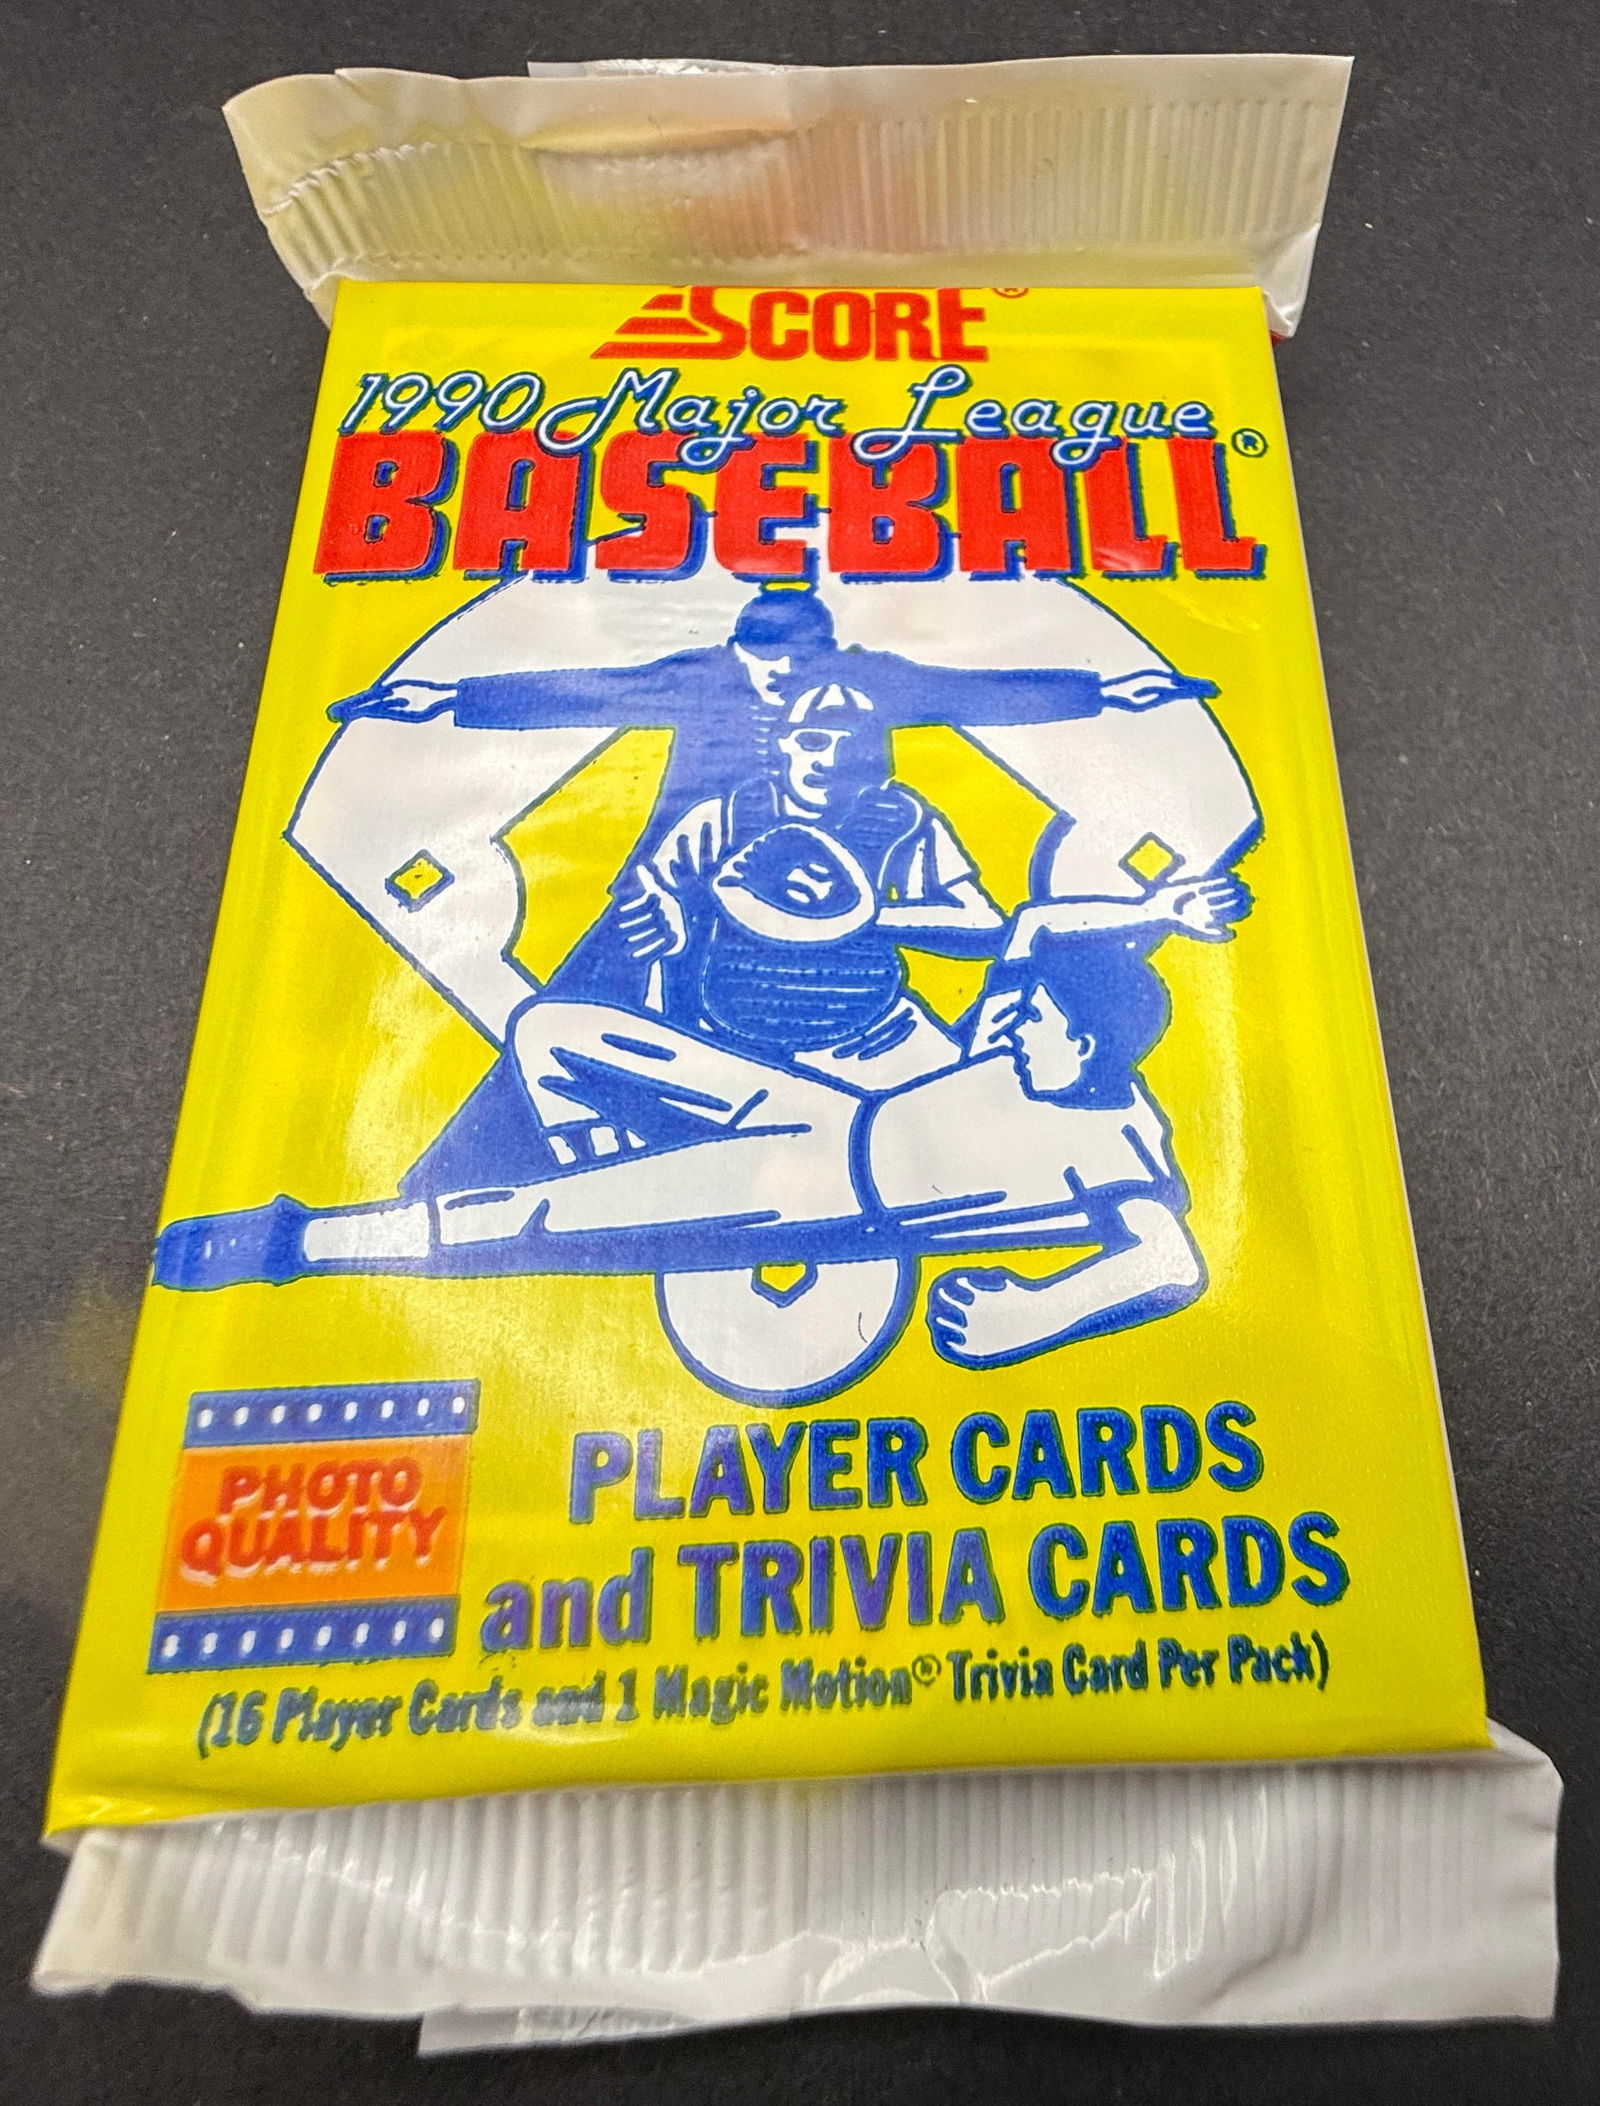 SCORE®
1990 Major League
BASEBALL®
PHOTO
QUALITY
PLAYER CARDS
and TRIVIA CARDS
(16 Player Cards and 1 Magic Motion® Trivia Card Per Pack)